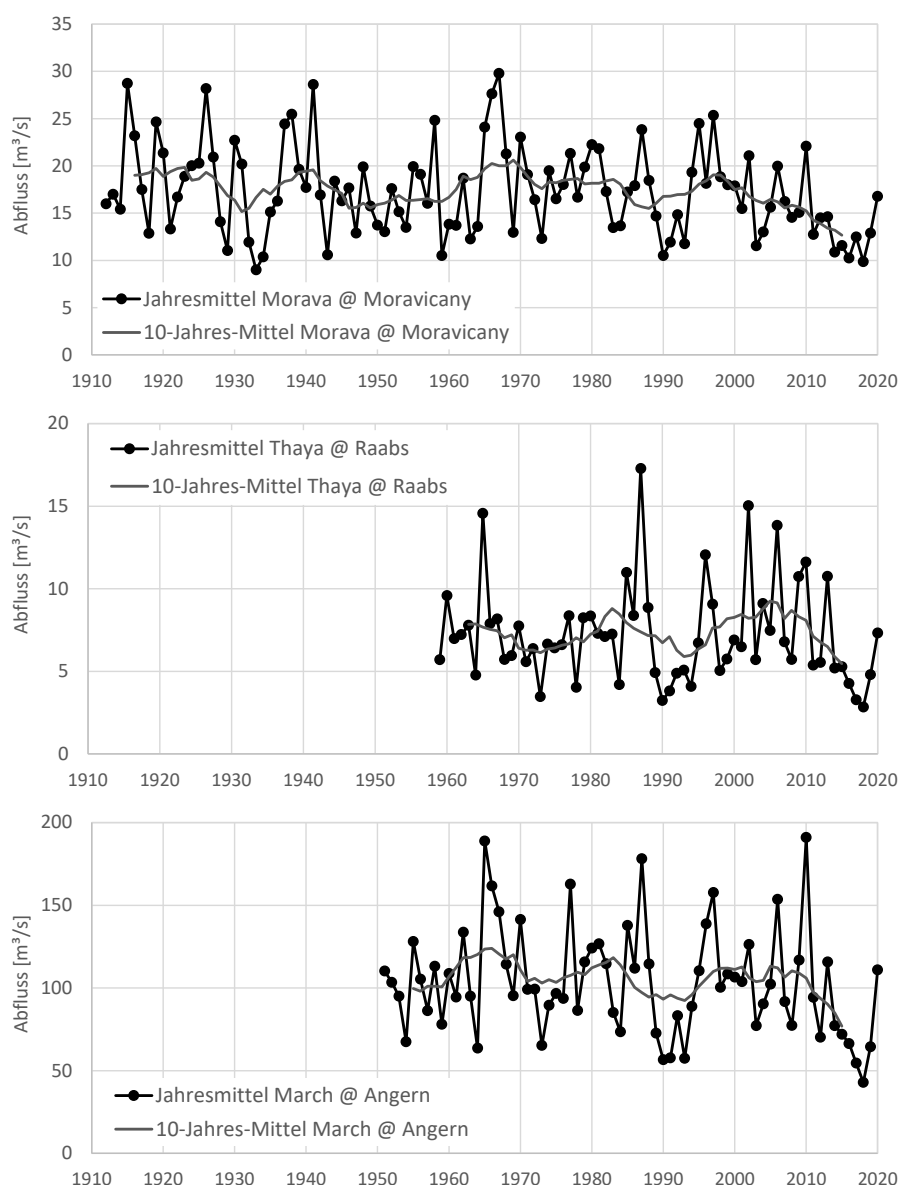 35
30
25
20
15
10
5
0
Abfluss [m³/s]
Jahresmittel Morava @ Moravicany
10-Jahres-Mittel Morava @ Moravicany
1910 1920 1930 1940 1950 1960 1970 1980 1990 2000 2010 2020
20
15
10
5
0
Abfluss [m³/s]
Jahresmittel Thaya @ Raabs
10-Jahres-Mittel Thaya @ Raabs
1910 1920 1930 1940 1950 1960 1970 1980 1990 2000 2010 2020
200
150
100
50
0
Abfluss [m³/s]
Jahresmittel March @ Angern
10-Jahres-Mittel March @ Angern
1910 1920 1930 1940 1950 1960 1970 1980 1990 2000 2010 2020